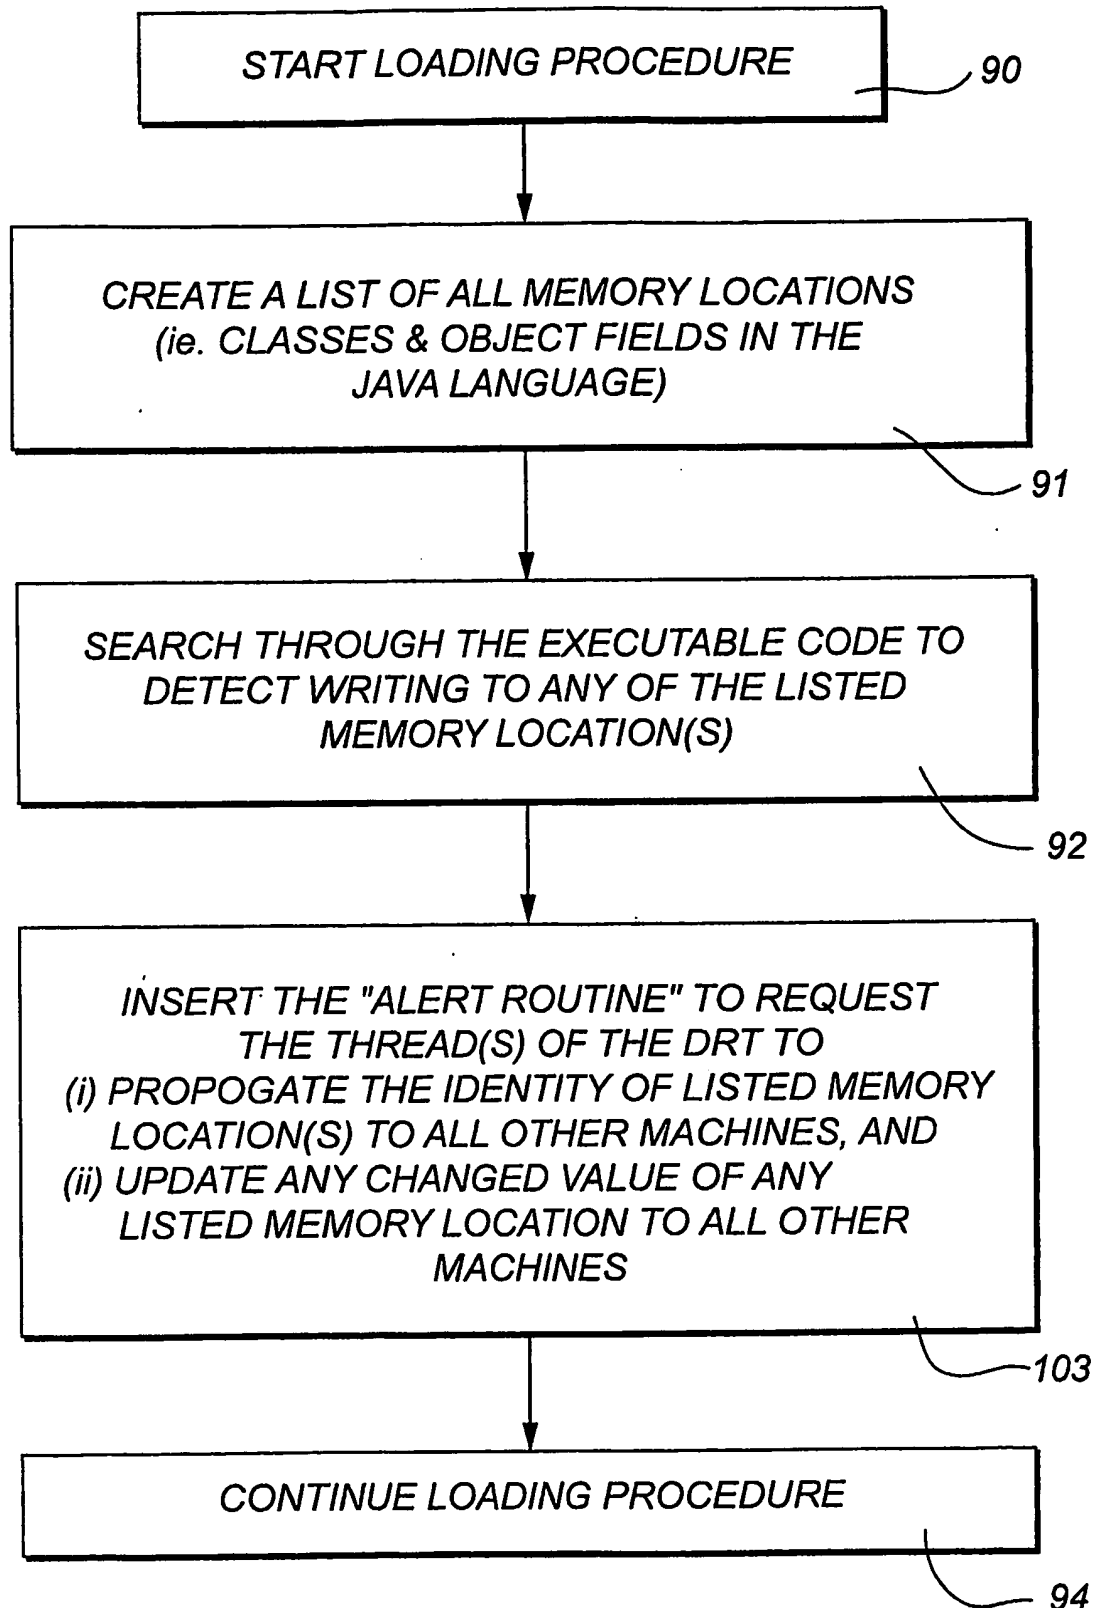 START LOADING PROCEDURE
90
CREATE A LIST OF ALL MEMORY LOCATIONS
(ie. CLASSES & OBJECT FIELDS IN THE
JAVA LANGUAGE)
91
SEARCH THROUGH THE EXECUTABLE CODE TO
DETECT WRITING TO ANY OF THE LISTED
MEMORY LOCATION(S)
92
INSERT THE "ALERT ROUTINE" TO REQUEST
THE THREAD(S) OF THE DRT TO
(i) PROPOGATE THE IDENTITY OF LISTED MEMORY
LOCATION(S) TO ALL OTHER MACHINES, AND
(ii) UPDATE ANY CHANGED VALUE OF ANY
LISTED MEMORY LOCATION TO ALL OTHER
MACHINES
103
CONTINUE LOADING PROCEDURE
94